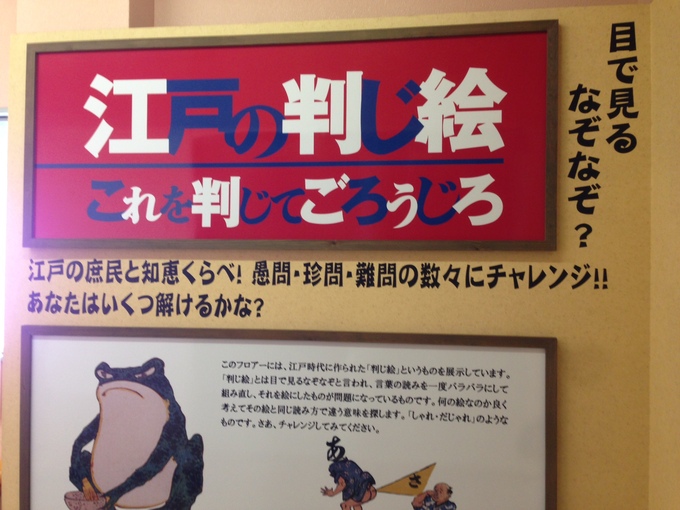 江戸の判じ絵
これを判じてごろうじろ
目で見る
なぞなぞ?
江戸の庶民と知恵くらべ! 愚問・珍問・難問の数々にチャレンジ!!
あなたはいくつ解けるかな?
このフロアーには、江戸時代に作られた「判じ絵」というものを展示しています。
「判じ絵」とは目で見るなぞなぞと言われ、言葉の読みを一度バラバラにして
組み直し、それを絵にしたものが問題になっているものです。何の絵なのか良く
考えてその絵と同じ読み方で違う意味を探します。「しゃれ・だじゃれ」のような
ものです。さあ、チャレンジしてみてください。
あ
さ